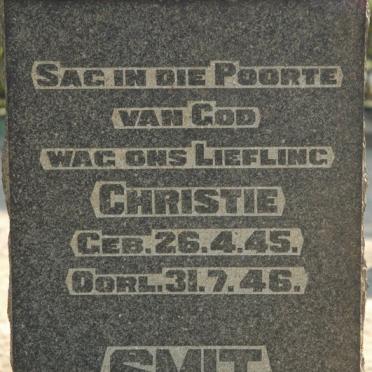 SAG IN DIE POORTE
VAN GOD
WAG ONS LIEFLING
CHRISTIE
GEB. 26.4.45.
OORL. 31.7.46.
SMIT